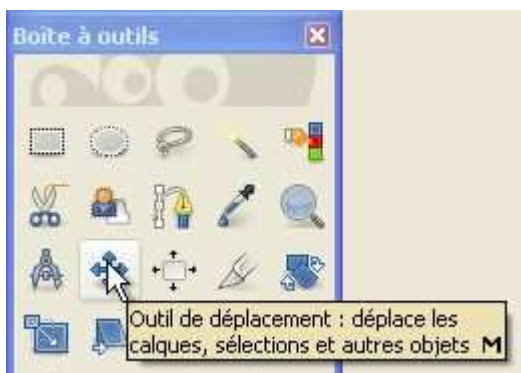 Boîte à outils
Outil de déplacement : déplace les
calques, sélections et autres objets M